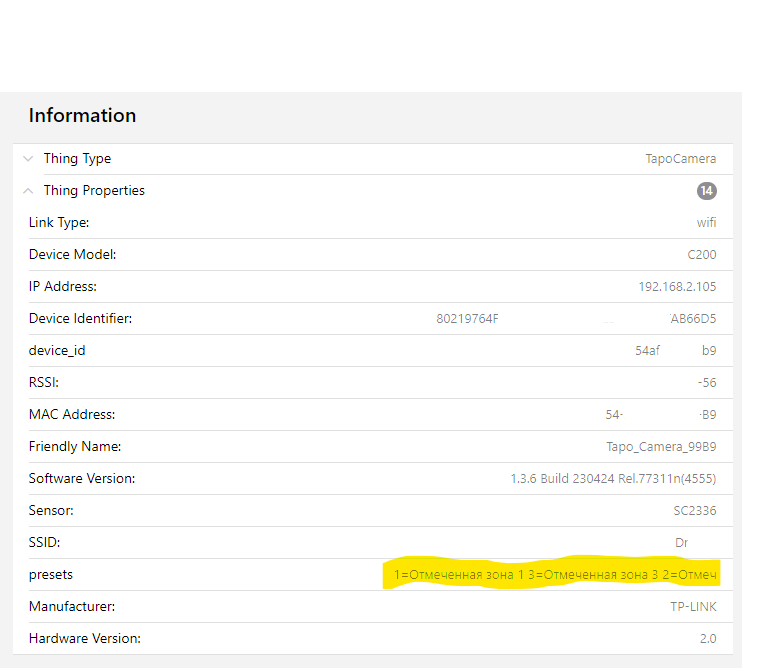 Information
Thing Type TapoCamera
Thing Properties 14
Link Type: wifi
Device Model: C200
IP Address: 192.168.2.105
Device Identifier: 80219764F AB66D5
device_id 54af b9
RSSI: -56
MAC Address: 54- -B9
Friendly Name: Tapo_Camera_99B9
Software Version: 1.3.6 Build 230424 Rel.77311n(4555)
Sensor: SC2336
SSID: Dr
presets 1=Отмеченная зона 1 3=Отмеченная зона 3 2=Отмеч
Manufacturer: TP-LINK
Hardware Version: 2.0